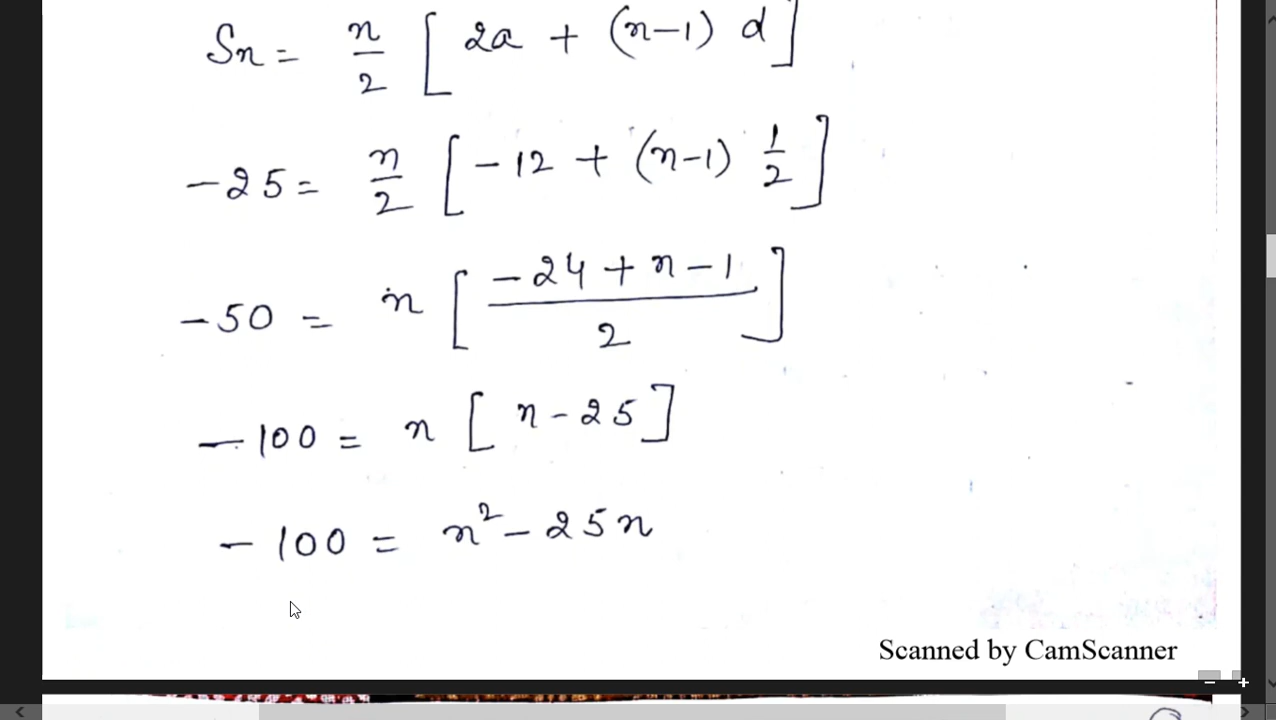 Sn = n/2 [ 2a + (n-1) d ]
-25 = n/2 [ -12 + (n-1) 1/2 ]
-50 = n [ (-24 + n - 1)/2 ]
-100 = n [ n - 25 ]
-100 = n² - 25n
Scanned by CamScanner